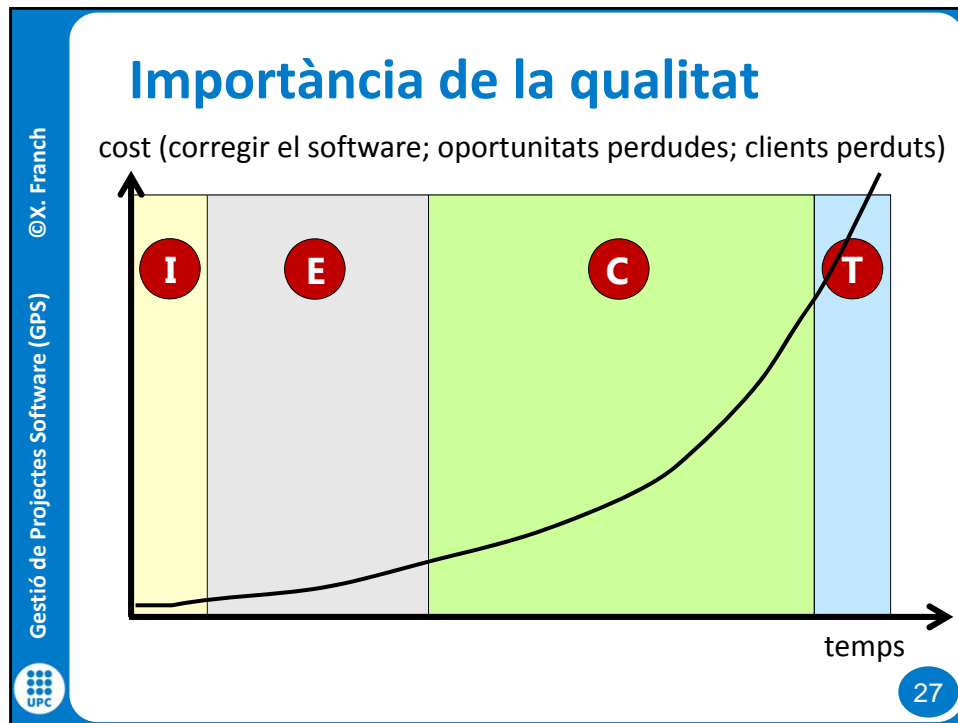 Importància de la qualitat
cost (corregir el software; oportunitats perdudes; clients perduts)
I
E
C
T
temps
27
Gestió de Projectes Software (GPS) ©X. Franch
UPC